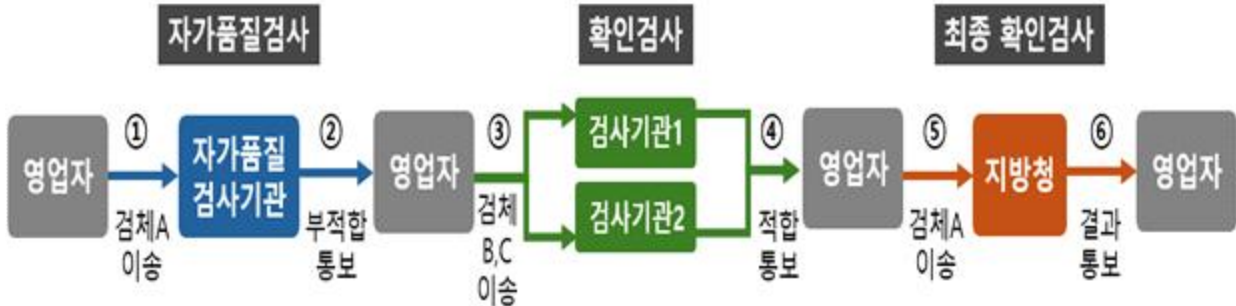 자가품질검사
확인검사
최종 확인검사
영업자
①
검체A
이송
자가품질
검사기관
②
부적합
통보
영업자
③
검체
B,C
이송
검사기관1
검사기관2
④
적합
통보
영업자
⑤
검체A
이송
지방청
⑥
결과
통보
영업자